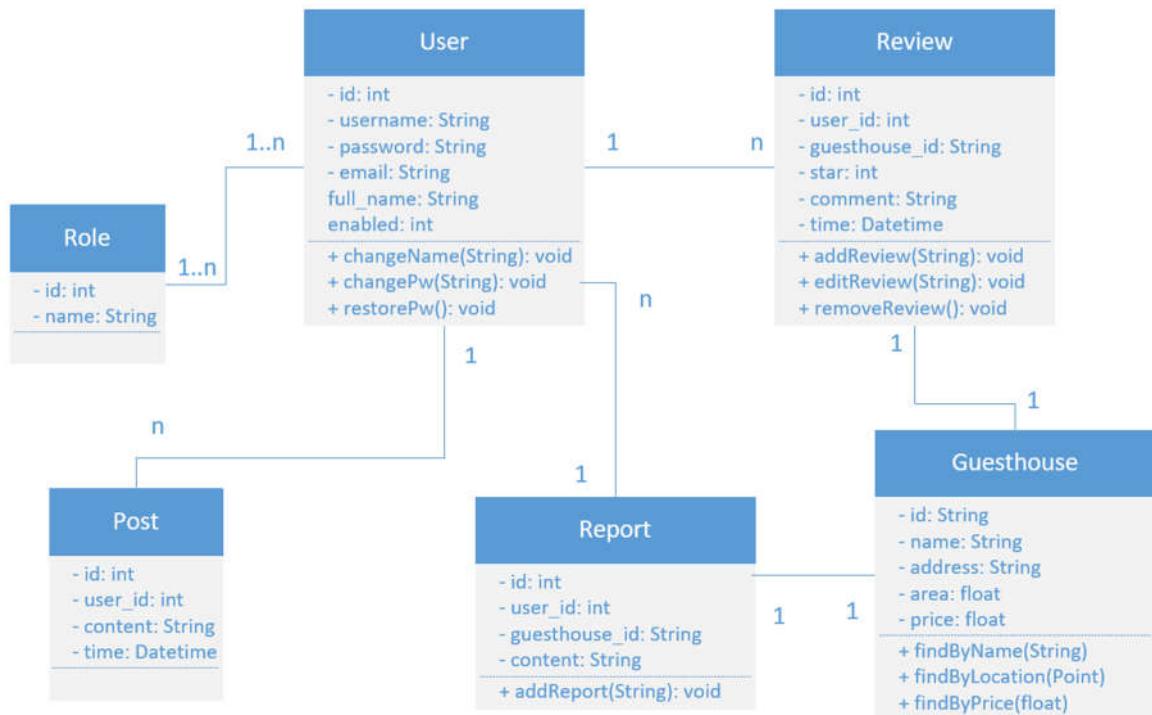 User
- id: int
- username: String
- password: String
- email: String
full_name: String
enabled: int
+ changeName(String): void
+ changePw(String): void
+ restorePw(): void
Review
- id: int
- user_id: int
- guesthouse_id: String
- star: int
- comment: String
- time: Datetime
+ addReview(String): void
+ editReview(String): void
+ removeReview(): void
1..n
1
n
Role
- id: int
- name: String
1..n
n
1
1
1
n
1
Post
- id: int
- user_id: int
- content: String
- time: Datetime
Report
- id: int
- user_id: int
- guesthouse_id: String
- content: String
+ addReport(String): void
1
1
Guesthouse
- id: String
- name: String
- address: String
- area: float
- price: float
+ findByName(String)
+ findByLocation(Point)
+ findByPrice(float)